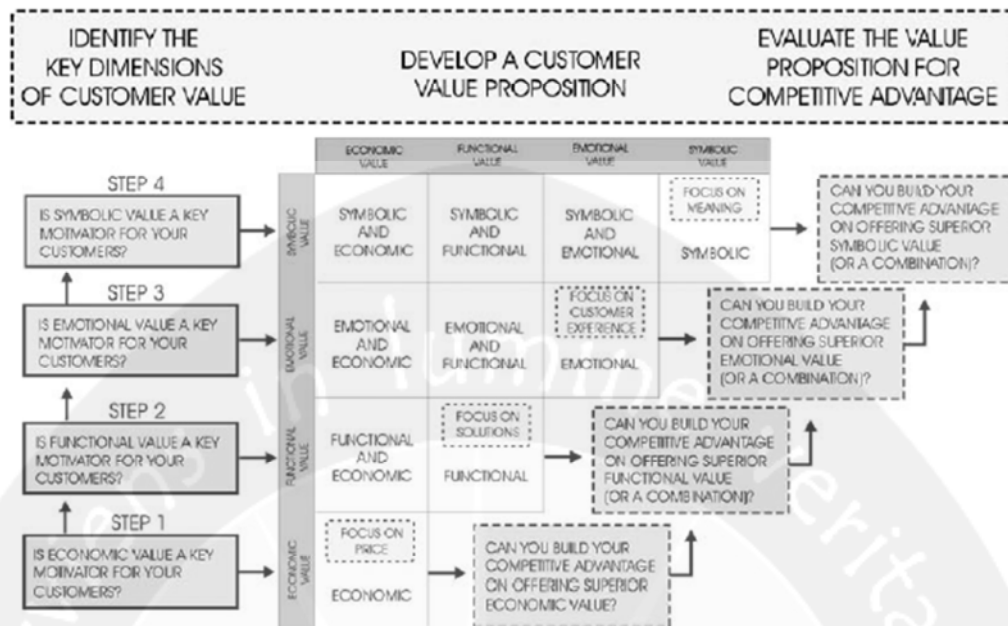 IDENTIFY THE
KEY DIMENSIONS
OF CUSTOMER VALUE
DEVELOP A CUSTOMER
VALUE PROPOSITION
EVALUATE THE VALUE
PROPOSITION FOR
COMPETITIVE ADVANTAGE
ECONOMIC
VALUE
FUNCTIONAL
VALUE
EMOTIONAL
VALUE
SYMBOLIC
VALUE
STEP 4
IS SYMBOLIC VALUE A KEY
MOTIVATOR FOR YOUR
CUSTOMERS?
SYMBOLIC
VALUE
SYMBOLIC
AND
ECONOMIC
SYMBOLIC
AND
FUNCTIONAL
SYMBOLIC
AND
EMOTIONAL
FOCUS ON
MEANING
SYMBOLIC
CAN YOU BUILD YOUR
COMPETITIVE ADVANTAGE
ON OFFERING SUPERIOR
SYMBOLIC VALUE
(OR A COMBINATION)?
STEP 3
IS EMOTIONAL VALUE A KEY
MOTIVATOR FOR YOUR
CUSTOMERS?
EMOTIONAL
VALUE
EMOTIONAL
AND
ECONOMIC
EMOTIONAL
AND
FUNCTIONAL
FOCUS ON
CUSTOMER
EXPERIENCE
EMOTIONAL
CAN YOU BUILD YOUR
COMPETITIVE ADVANTAGE
ON OFFERING SUPERIOR
EMOTIONAL VALUE
(OR A COMBINATION)?
STEP 2
IS FUNCTIONAL VALUE A KEY
MOTIVATOR FOR YOUR
CUSTOMERS?
FUNCTIONAL
VALUE
FUNCTIONAL
AND
ECONOMIC
FOCUS ON
SOLUTIONS
FUNCTIONAL
CAN YOU BUILD YOUR
COMPETITIVE ADVANTAGE
ON OFFERING SUPERIOR
FUNCTIONAL VALUE
(OR A COMBINATION)?
STEP 1
IS ECONOMIC VALUE A KEY
MOTIVATOR FOR YOUR
CUSTOMERS?
ECONOMIC
VALUE
FOCUS ON
PRICE
ECONOMIC
CAN YOU BUILD YOUR
COMPETITIVE ADVANTAGE
ON OFFERING SUPERIOR
ECONOMIC VALUE?
in lumine